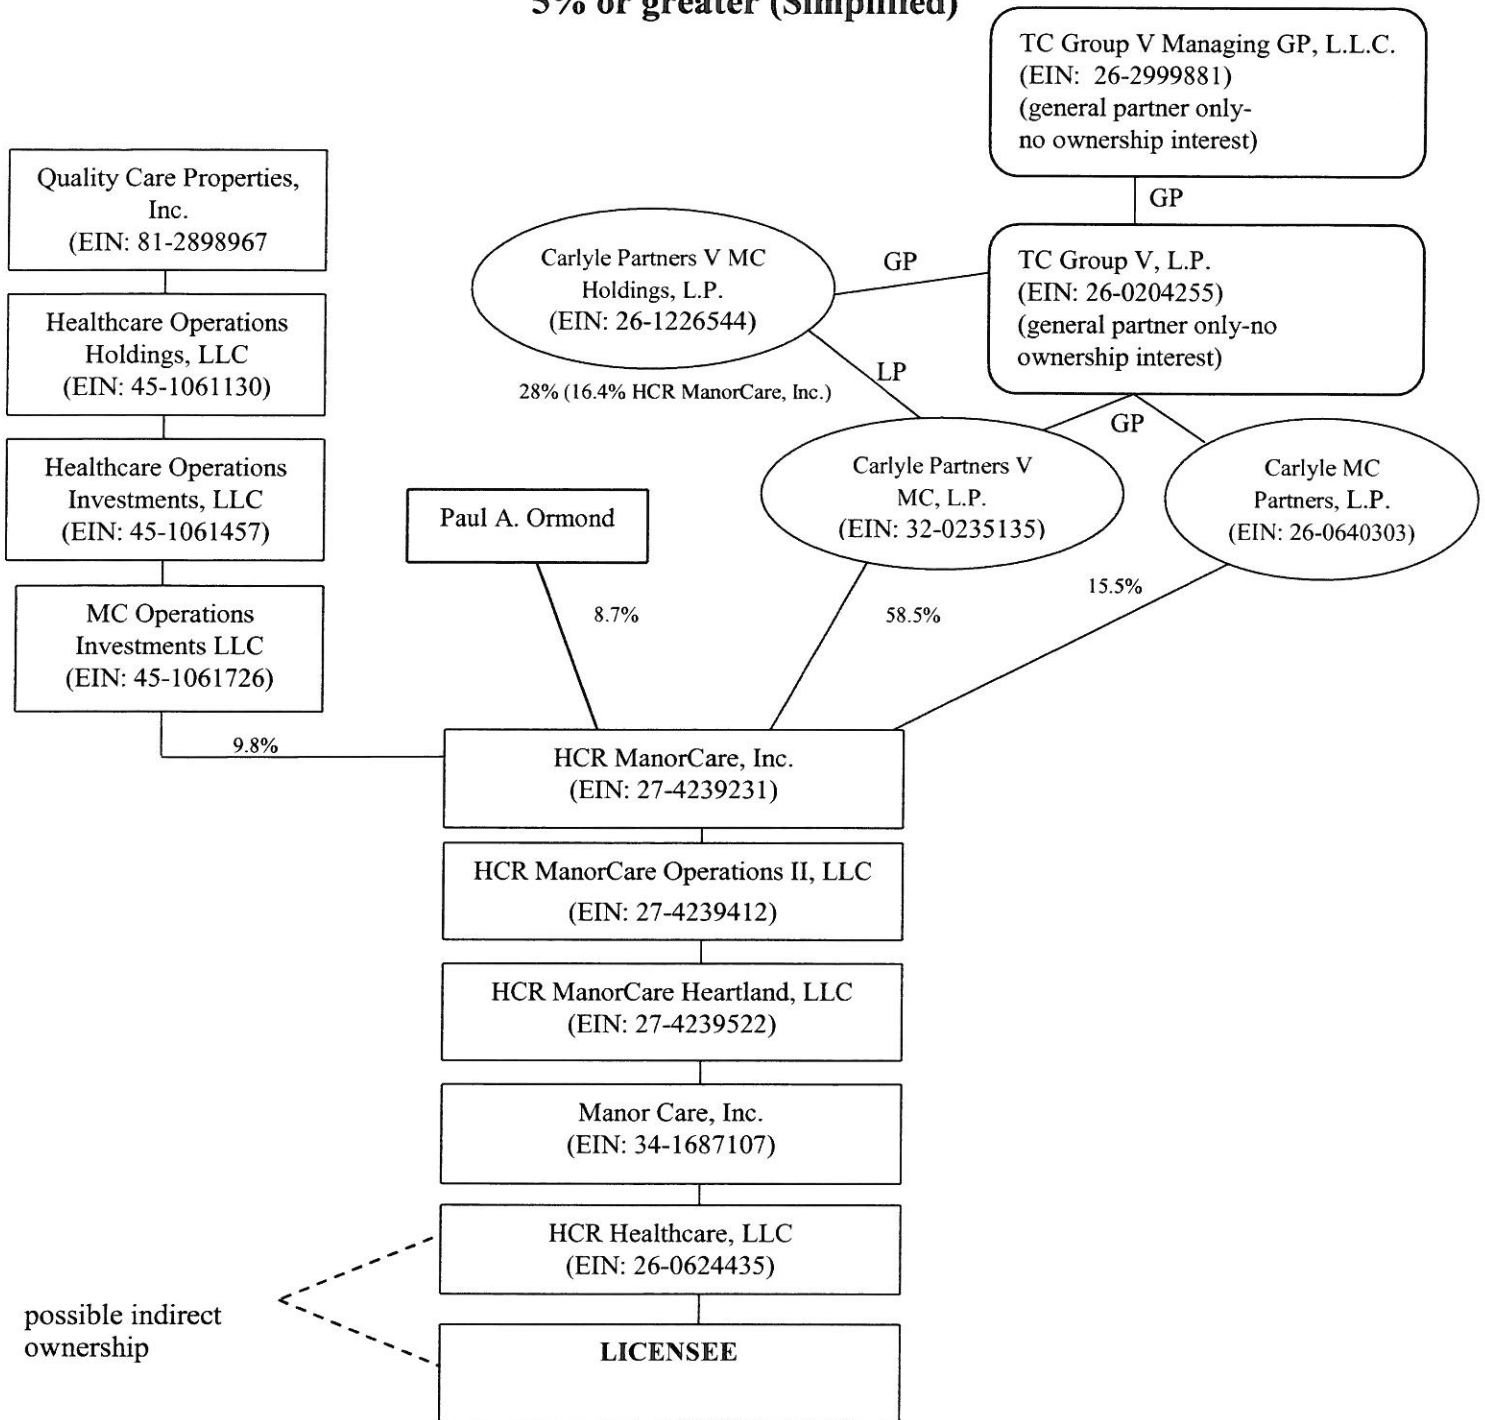 5% or greater (Simplified)
TC Group V Managing GP, L.L.C.
(EIN: 26-2999881)
(general partner only-
no ownership interest)
GP
Quality Care Properties,
Inc.
(EIN: 81-2898967
Healthcare Operations
Holdings, LLC
(EIN: 45-1061130)
Healthcare Operations
Investments, LLC
(EIN: 45-1061457)
MC Operations
Investments LLC
(EIN: 45-1061726)
9.8%
Carlyle Partners V MC
Holdings, L.P.
(EIN: 26-1226544)
28% (16.4% HCR ManorCare, Inc.)
GP
LP
TC Group V, L.P.
(EIN: 26-0204255)
(general partner only-no
ownership interest)
GP
Paul A. Ormond
8.7%
Carlyle Partners V
MC, L.P.
(EIN: 32-0235135)
58.5%
Carlyle MC
Partners, L.P.
(EIN: 26-0640303)
15.5%
HCR ManorCare, Inc.
(EIN: 27-4239231)
HCR ManorCare Operations II, LLC
(EIN: 27-4239412)
HCR ManorCare Heartland, LLC
(EIN: 27-4239522)
Manor Care, Inc.
(EIN: 34-1687107)
HCR Healthcare, LLC
(EIN: 26-0624435)
possible indirect
ownership
LICENSEE